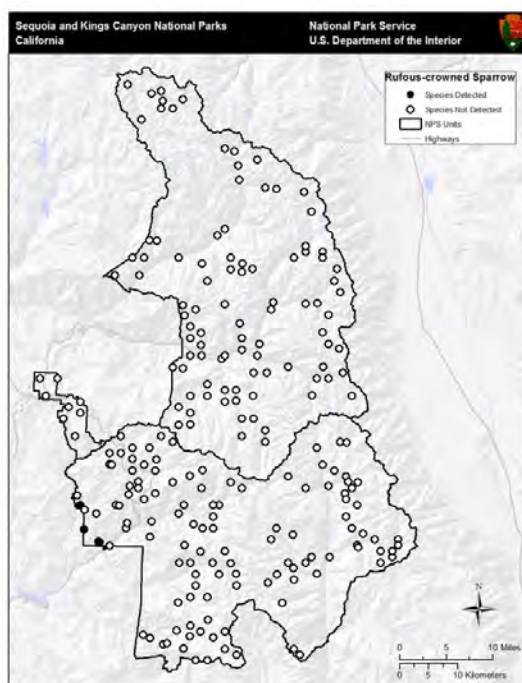 Sequoia and Kings Canyon National Parks
California
National Park Service
U.S. Department of the Interior
Rufous-crowned Sparrow
Species Detected
Species Not Detected
NPS Units
Highways
N
0 5 10 Miles
0 5 10 Kilometers